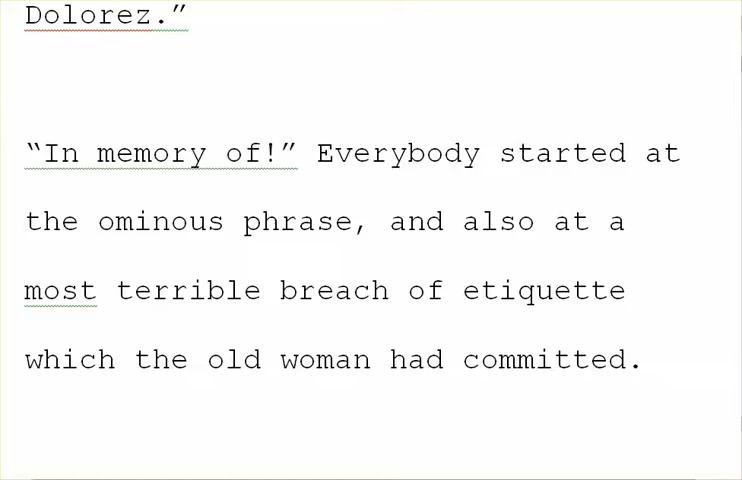 Dolorez.”
“In memory of!” Everybody started at
the ominous phrase, and also at a
most terrible breach of etiquette
which the old woman had committed.